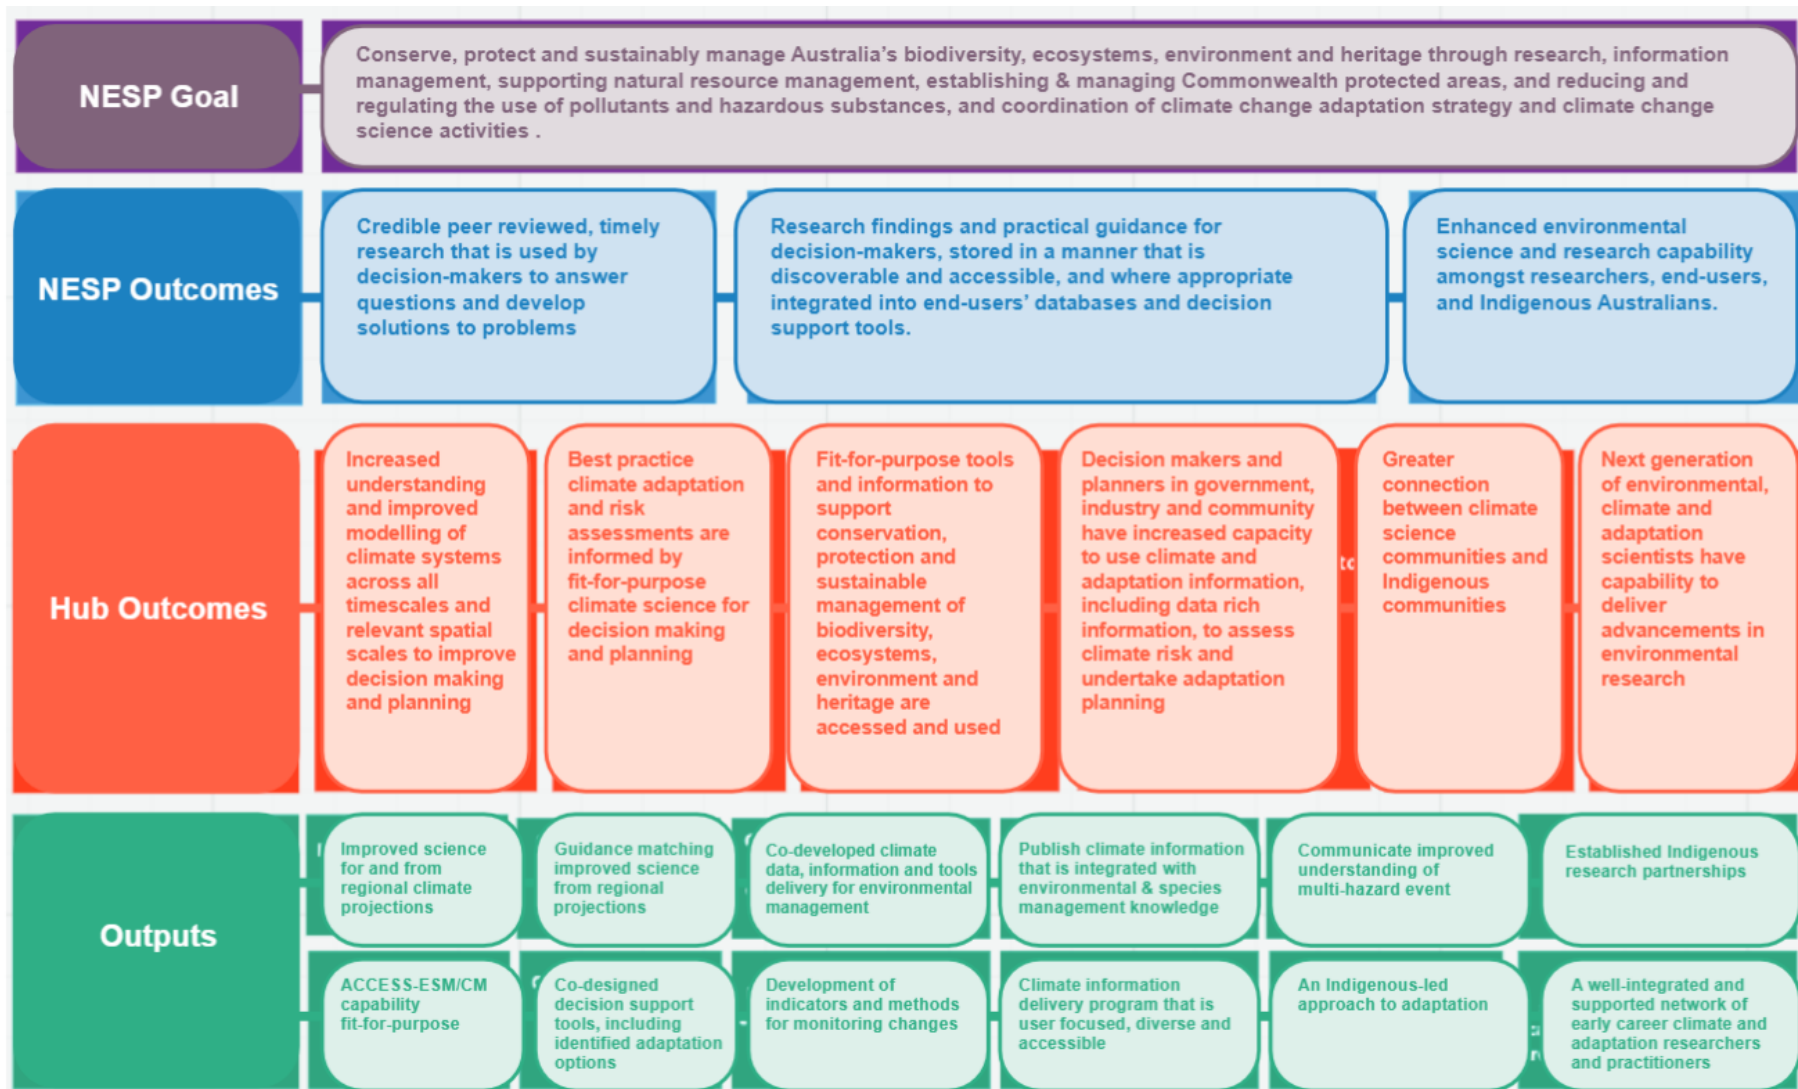 NESP Goal
Conserve, protect and sustainably manage Australia's biodiversity, ecosystems, environment and heritage through research, information
management, supporting natural resource management, establishing & managing Commonwealth protected areas, and reducing and
regulating the use of pollutants and hazardous substances, and coordination of climate change adaptation strategy and climate change
science activities .
NESP Outcomes
Credible peer reviewed, timely
research that is used by
decision-makers to answer
questions and develop
solutions to problems
Research findings and practical guidance for
decision-makers, stored in a manner that is
discoverable and accessible, and where appropriate
integrated into end-users' databases and decision
support tools.
Enhanced environmental
science and research capability
amongst researchers, end-users,
and Indigenous Australians.
Hub Outcomes
Increased
understanding
and improved
modelling of
climate systems
across all
timescales and
relevant spatial
scales to improve
decision making
and planning
Best practice
climate adaptation
and risk
assessments are
informed by
fit-for-purpose
climate science for
decision making
and planning
Fit-for-purpose tools
and information to
support
conservation,
protection and
sustainable
management of
biodiversity,
ecosystems,
environment and
heritage are
accessed and used
Decision makers and
planners in government,
industry and community
have increased capacity
to use climate and
adaptation information,
including data rich
information, to assess
climate risk and
undertake adaptation
planning
Greater
connection
between climate
science
communities and
Indigenous
communities
Next generation
of environmental,
climate and
adaptation
scientists have
capability to
deliver
advancements in
environmental
research
Outputs
Improved science
for and from
regional climate
projections
Guidance matching
improved science
from regional
projections
Co-developed climate
data, information and tools
delivery for environmental
management
Publish climate information
that is integrated with
environmental & species
management knowledge
Communicate improved
understanding of
multi-hazard event
Established Indigenous
research partnerships
ACCESS-ESM/CM
capability
fit-for-purpose
Co-designed
decision support
tools, including
identified adaptation
options
Development of
indicators and methods
for monitoring changes
Climate information
delivery program that is
user focused, diverse and
accessible
An Indigenous-led
approach to adaptation
A well-integrated and
supported network of
early career climate and
adaptation researchers
and practitioners